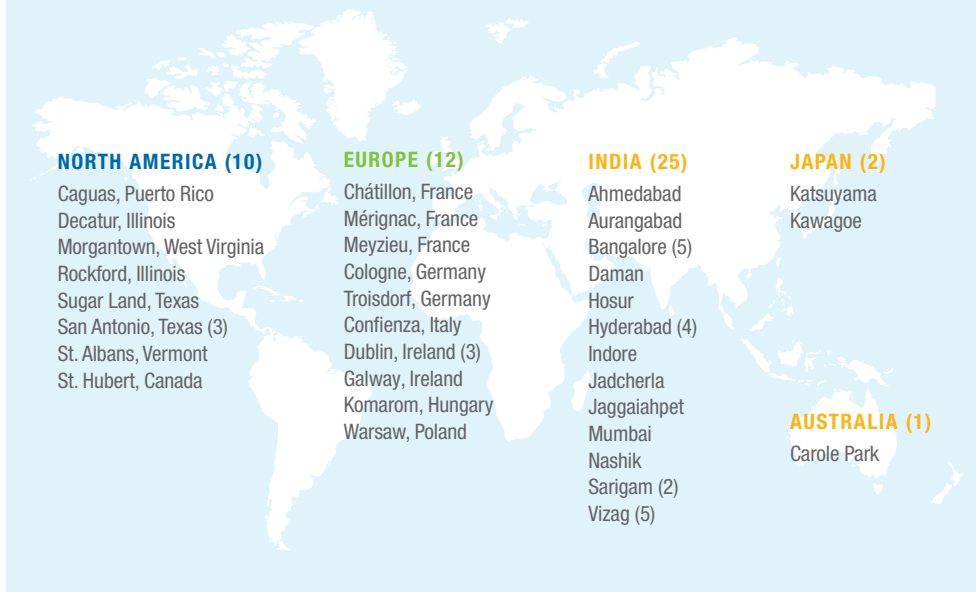 NORTH AMERICA (10)
Caguas, Puerto Rico
Decatur, Illinois
Morgantown, West Virginia
Rockford, Illinois
Sugar Land, Texas
San Antonio, Texas (3)
St. Albans, Vermont
St. Hubert, Canada
EUROPE (12)
Chátillon, France
Mérignac, France
Meyzieu, France
Cologne, Germany
Troisdorf, Germany
Confienza, Italy
Dublin, Ireland (3)
Galway, Ireland
Komarom, Hungary
Warsaw, Poland
INDIA (25)
Ahmedabad
Aurangabad
Bangalore (5)
Daman
Hosur
Hyderabad (4)
Indore
Jadcherla
Jaggaiahpet
Mumbai
Nashik
Sarigam (2)
Vizag (5)
JAPAN (2)
Katsuyama
Kawagoe
AUSTRALIA (1)
Carole Park